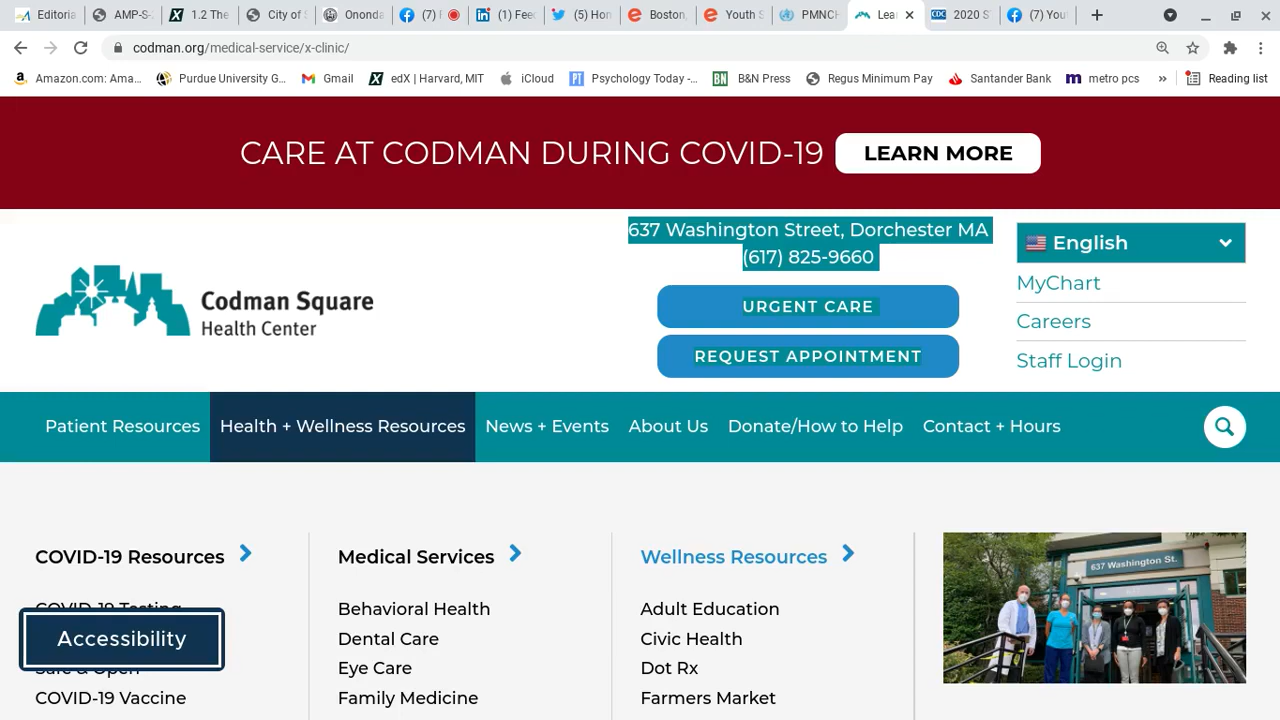 Editoria
AMP-S-
1.2 The
City of S
Ononda
(7) F
(1) Feed
(5) Hom
Boston,
Youth S
PMNCH
Lear
2020 S
(7) You
codman.org/medical-service/x-clinic/
Amazon.com: Ama...
Purdue University G...
Gmail
edX | Harvard, MIT
iCloud
Psychology Today -...
B&N Press
Regus Minimum Pay
Santander Bank
metro pcs
»
Reading list
CARE AT CODMAN DURING COVID-19
LEARN MORE
637 Washington Street, Dorchester MA
(617) 825-9660
URGENT CARE
REQUEST APPOINTMENT
English
MyChart
Careers
Staff Login
Codman Square
Health Center
Patient Resources
Health + Wellness Resources
News + Events
About Us
Donate/How to Help
Contact + Hours
COVID-19 Resources
COVID-19 Testing
Accessibility
Safe & Open
COVID-19 Vaccine
Medical Services
Behavioral Health
Dental Care
Eye Care
Family Medicine
Wellness Resources
Adult Education
Civic Health
Dot Rx
Farmers Market
637 Washington St.